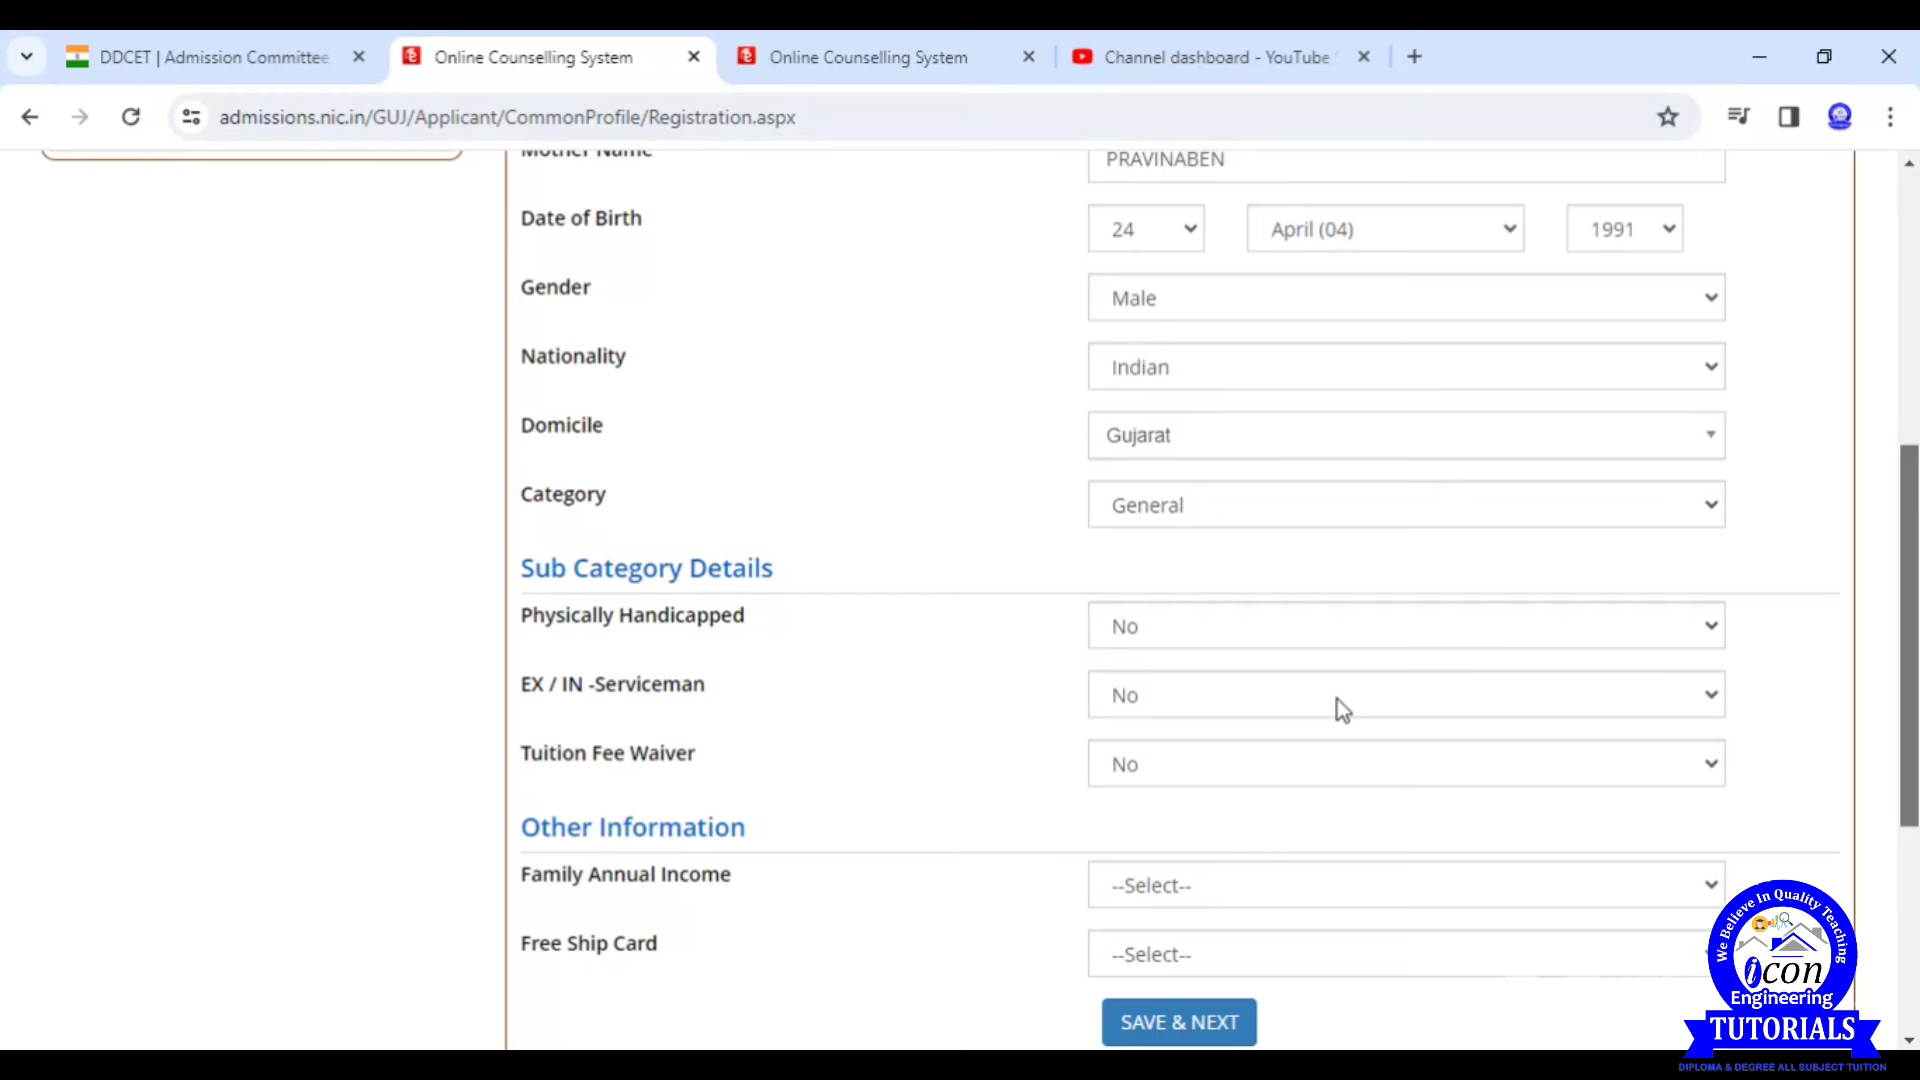 DDCET | Admission Committee
Online Counselling System
Online Counselling System
Channel dashboard - YouTube
admissions.nic.in/GUJ/Applicant/CommonProfile/Registration.aspx
Mother Name PRAVINABEN
Date of Birth 24 April (04) 1991
Gender Male
Nationality Indian
Domicile Gujarat
Category General
Sub Category Details
Physically Handicapped No
EX / IN -Serviceman No
Tuition Fee Waiver No
Other Information
Family Annual Income --Select--
Free Ship Card --Select--
SAVE & NEXT
We Believe In Quality Teaching
icon
Engineering
TUTORIALS
DIPLOMA & DEGREE ALL SUBJECT TUITION